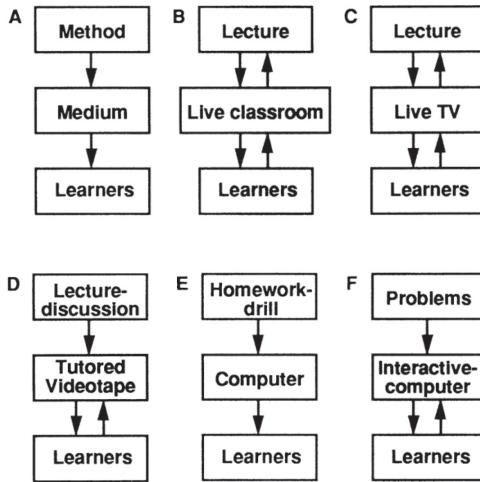 A Method B Lecture C Lecture
Medium Live classroom Live TV
Learners Learners Learners
D Lecture- E Homework- F Problems
discussion drill
Tutored Computer Interactive-
Videotape computer
Learners Learners Learners